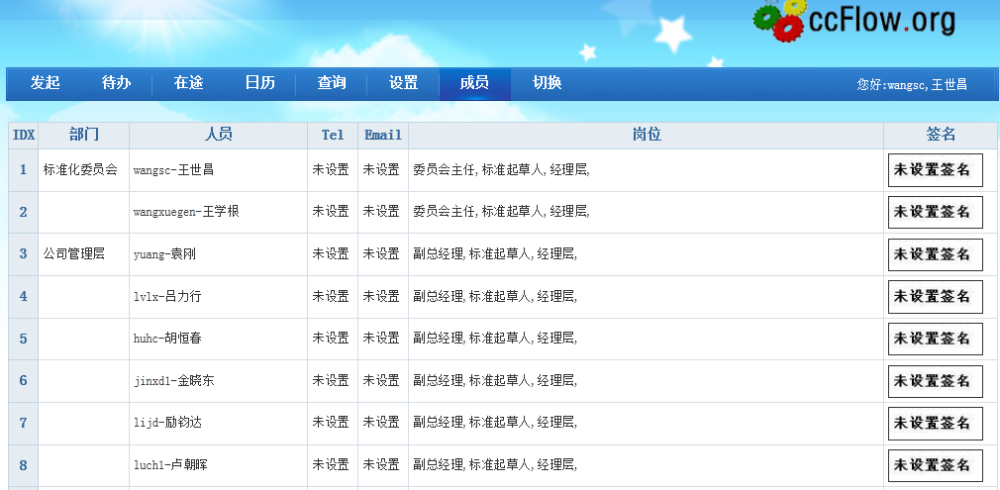 ccFlow.org
发起 待办 在途 日历 查询 设置 成员 切换 您好:wangsc,王世昌
IDX 部门 人员 Tel Email 岗位 签名
1 标准化委员会 wangsc-王世昌 未设置 未设置 委员会主任,标准起草人,经理层, 未设置签名
2 wangxuegen-王学根 未设置 未设置 委员会主任,标准起草人,经理层, 未设置签名
3 公司管理层 yuang-袁刚 未设置 未设置 副总经理,标准起草人,经理层, 未设置签名
4 lvlx-吕力行 未设置 未设置 副总经理,标准起草人,经理层, 未设置签名
5 huhc-胡恒春 未设置 未设置 副总经理,标准起草人,经理层, 未设置签名
6 jinxd1-金晓东 未设置 未设置 副总经理,标准起草人,经理层, 未设置签名
7 lijd-励钧达 未设置 未设置 副总经理,标准起草人,经理层, 未设置签名
8 luch1-卢朝晖 未设置 未设置 副总经理,标准起草人,经理层, 未设置签名